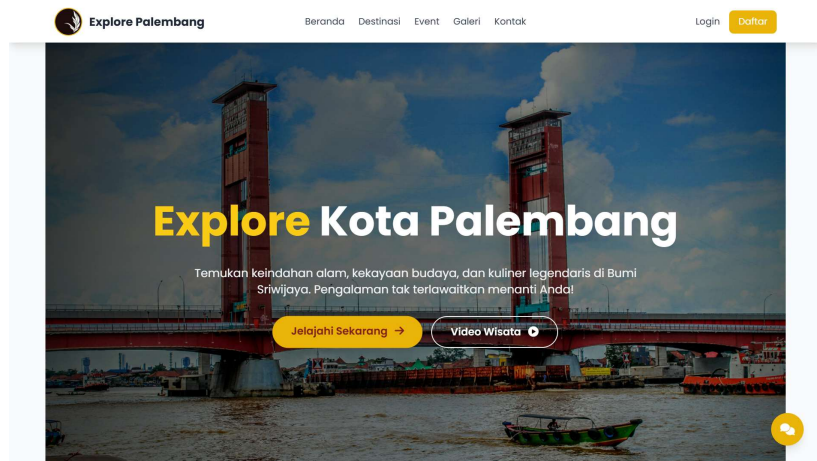 Explore Palembang
Beranda Destinasi Event Galeri Kontak
Login Daftar
Explore Kota Palembang
Temukan keindahan alam, kekayaan budaya, dan kuliner legendaris di Bumi
Sriwijaya. Pengalaman tak terlawaitkan menanti Anda!
Jelajahi Sekarang
Video Wisata